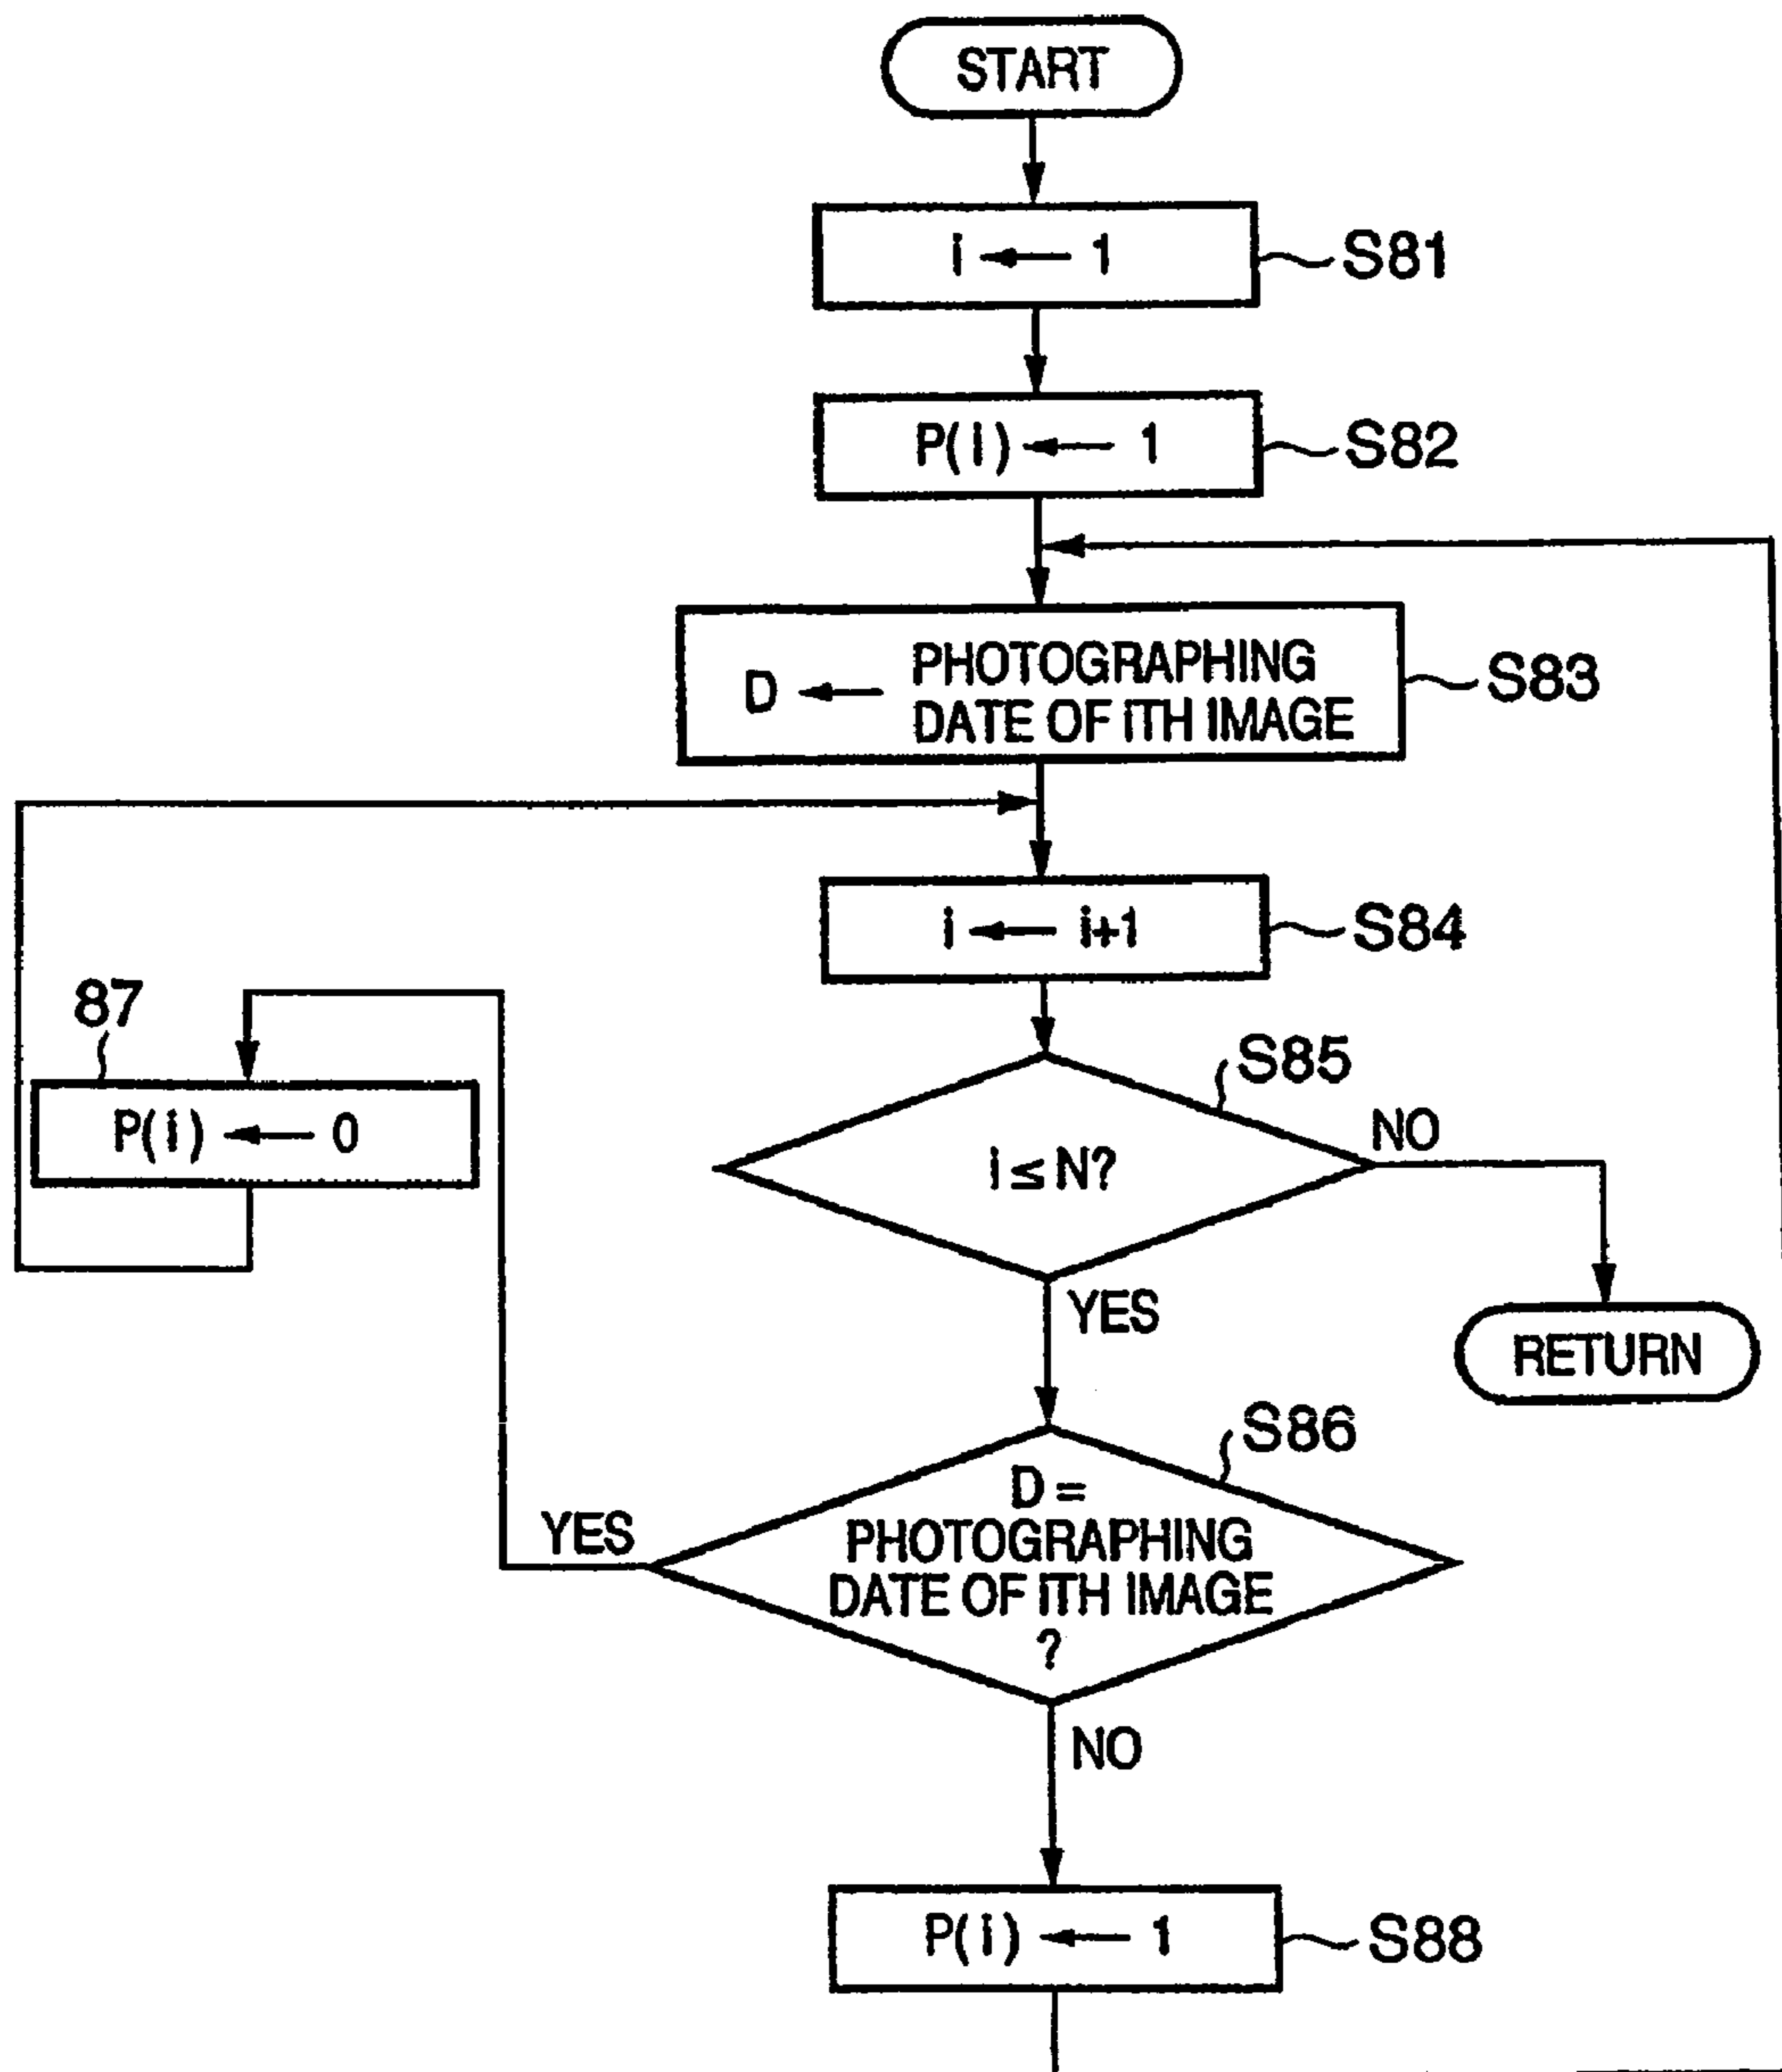 START
i ← 1
S81
P(i) ← 1
S82
D ← PHOTOGRAPHING
DATE OF iTH IMAGE
S83
i ← i+1
S84
87
P(i) ← 0
S85
i ≤ N?
NO
YES
RETURN
S86
D =
PHOTOGRAPHING
DATE OF iTH IMAGE
?
YES
NO
P(i) ← 1
S88